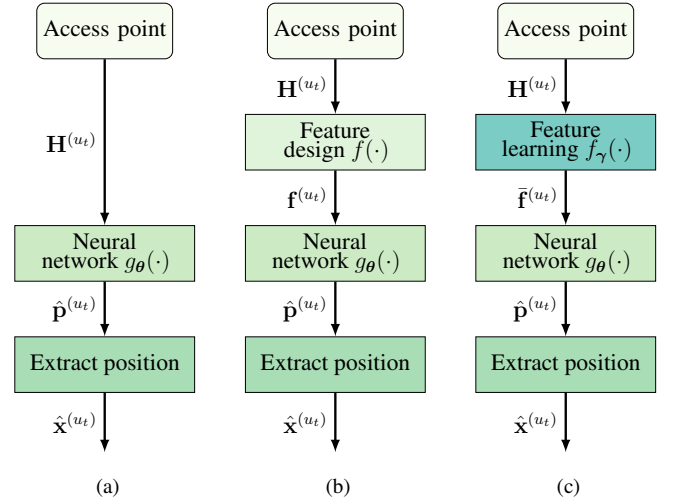 Access point
H^(u_t)
Neural
network g_θ(·)
p̂^(u_t)
Extract position
x̂^(u_t)
(a)
Access point
H^(u_t)
Feature
design f(·)
f^(u_t)
Neural
network g_θ(·)
p̂^(u_t)
Extract position
x̂^(u_t)
(b)
Access point
H^(u_t)
Feature
learning f_γ(·)
f̄^(u_t)
Neural
network g_θ(·)
p̂^(u_t)
Extract position
x̂^(u_t)
(c)